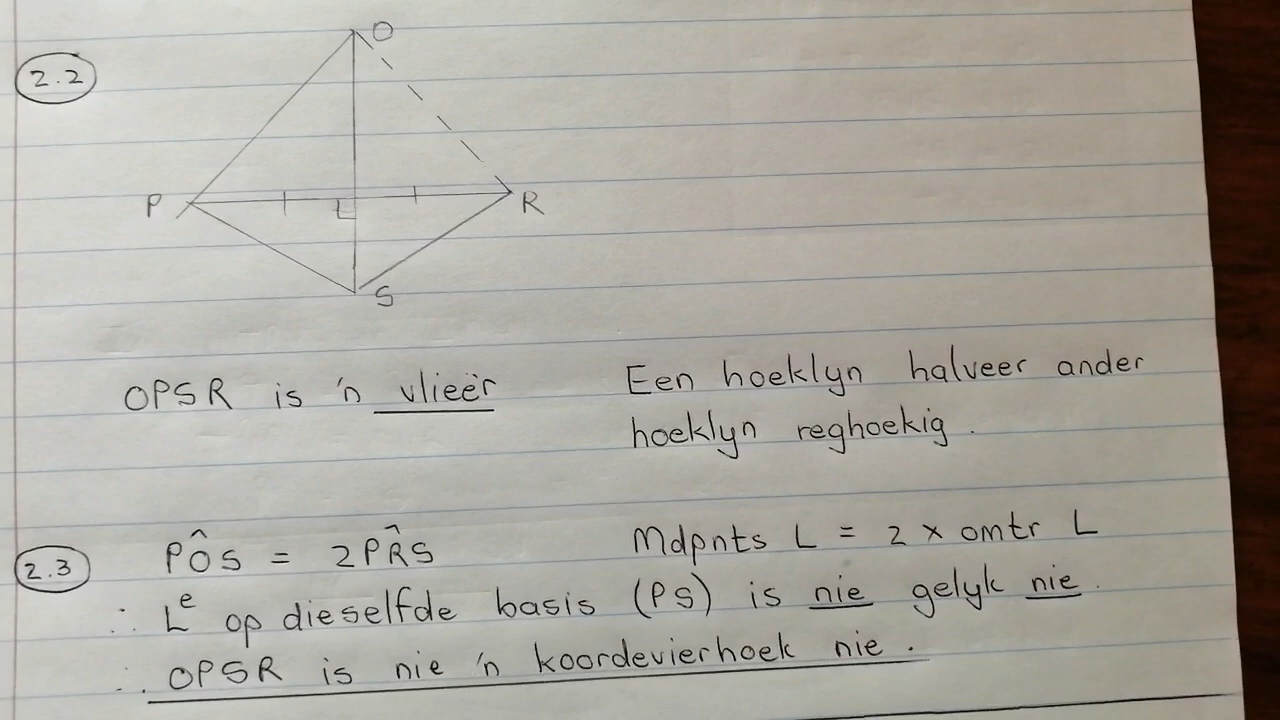 2.2
O
P
R
S
OPSR is 'n vlieër
Een hoeklyn halveer ander
hoeklyn reghoekig.
2.3
PÔS = 2PR̂S
Mdpnts L = 2 x omtr L
∴ Lᵉ op dieselfde basis (PS) is nie gelyk nie.
∴ OPSR is nie 'n koordevierhoek nie.